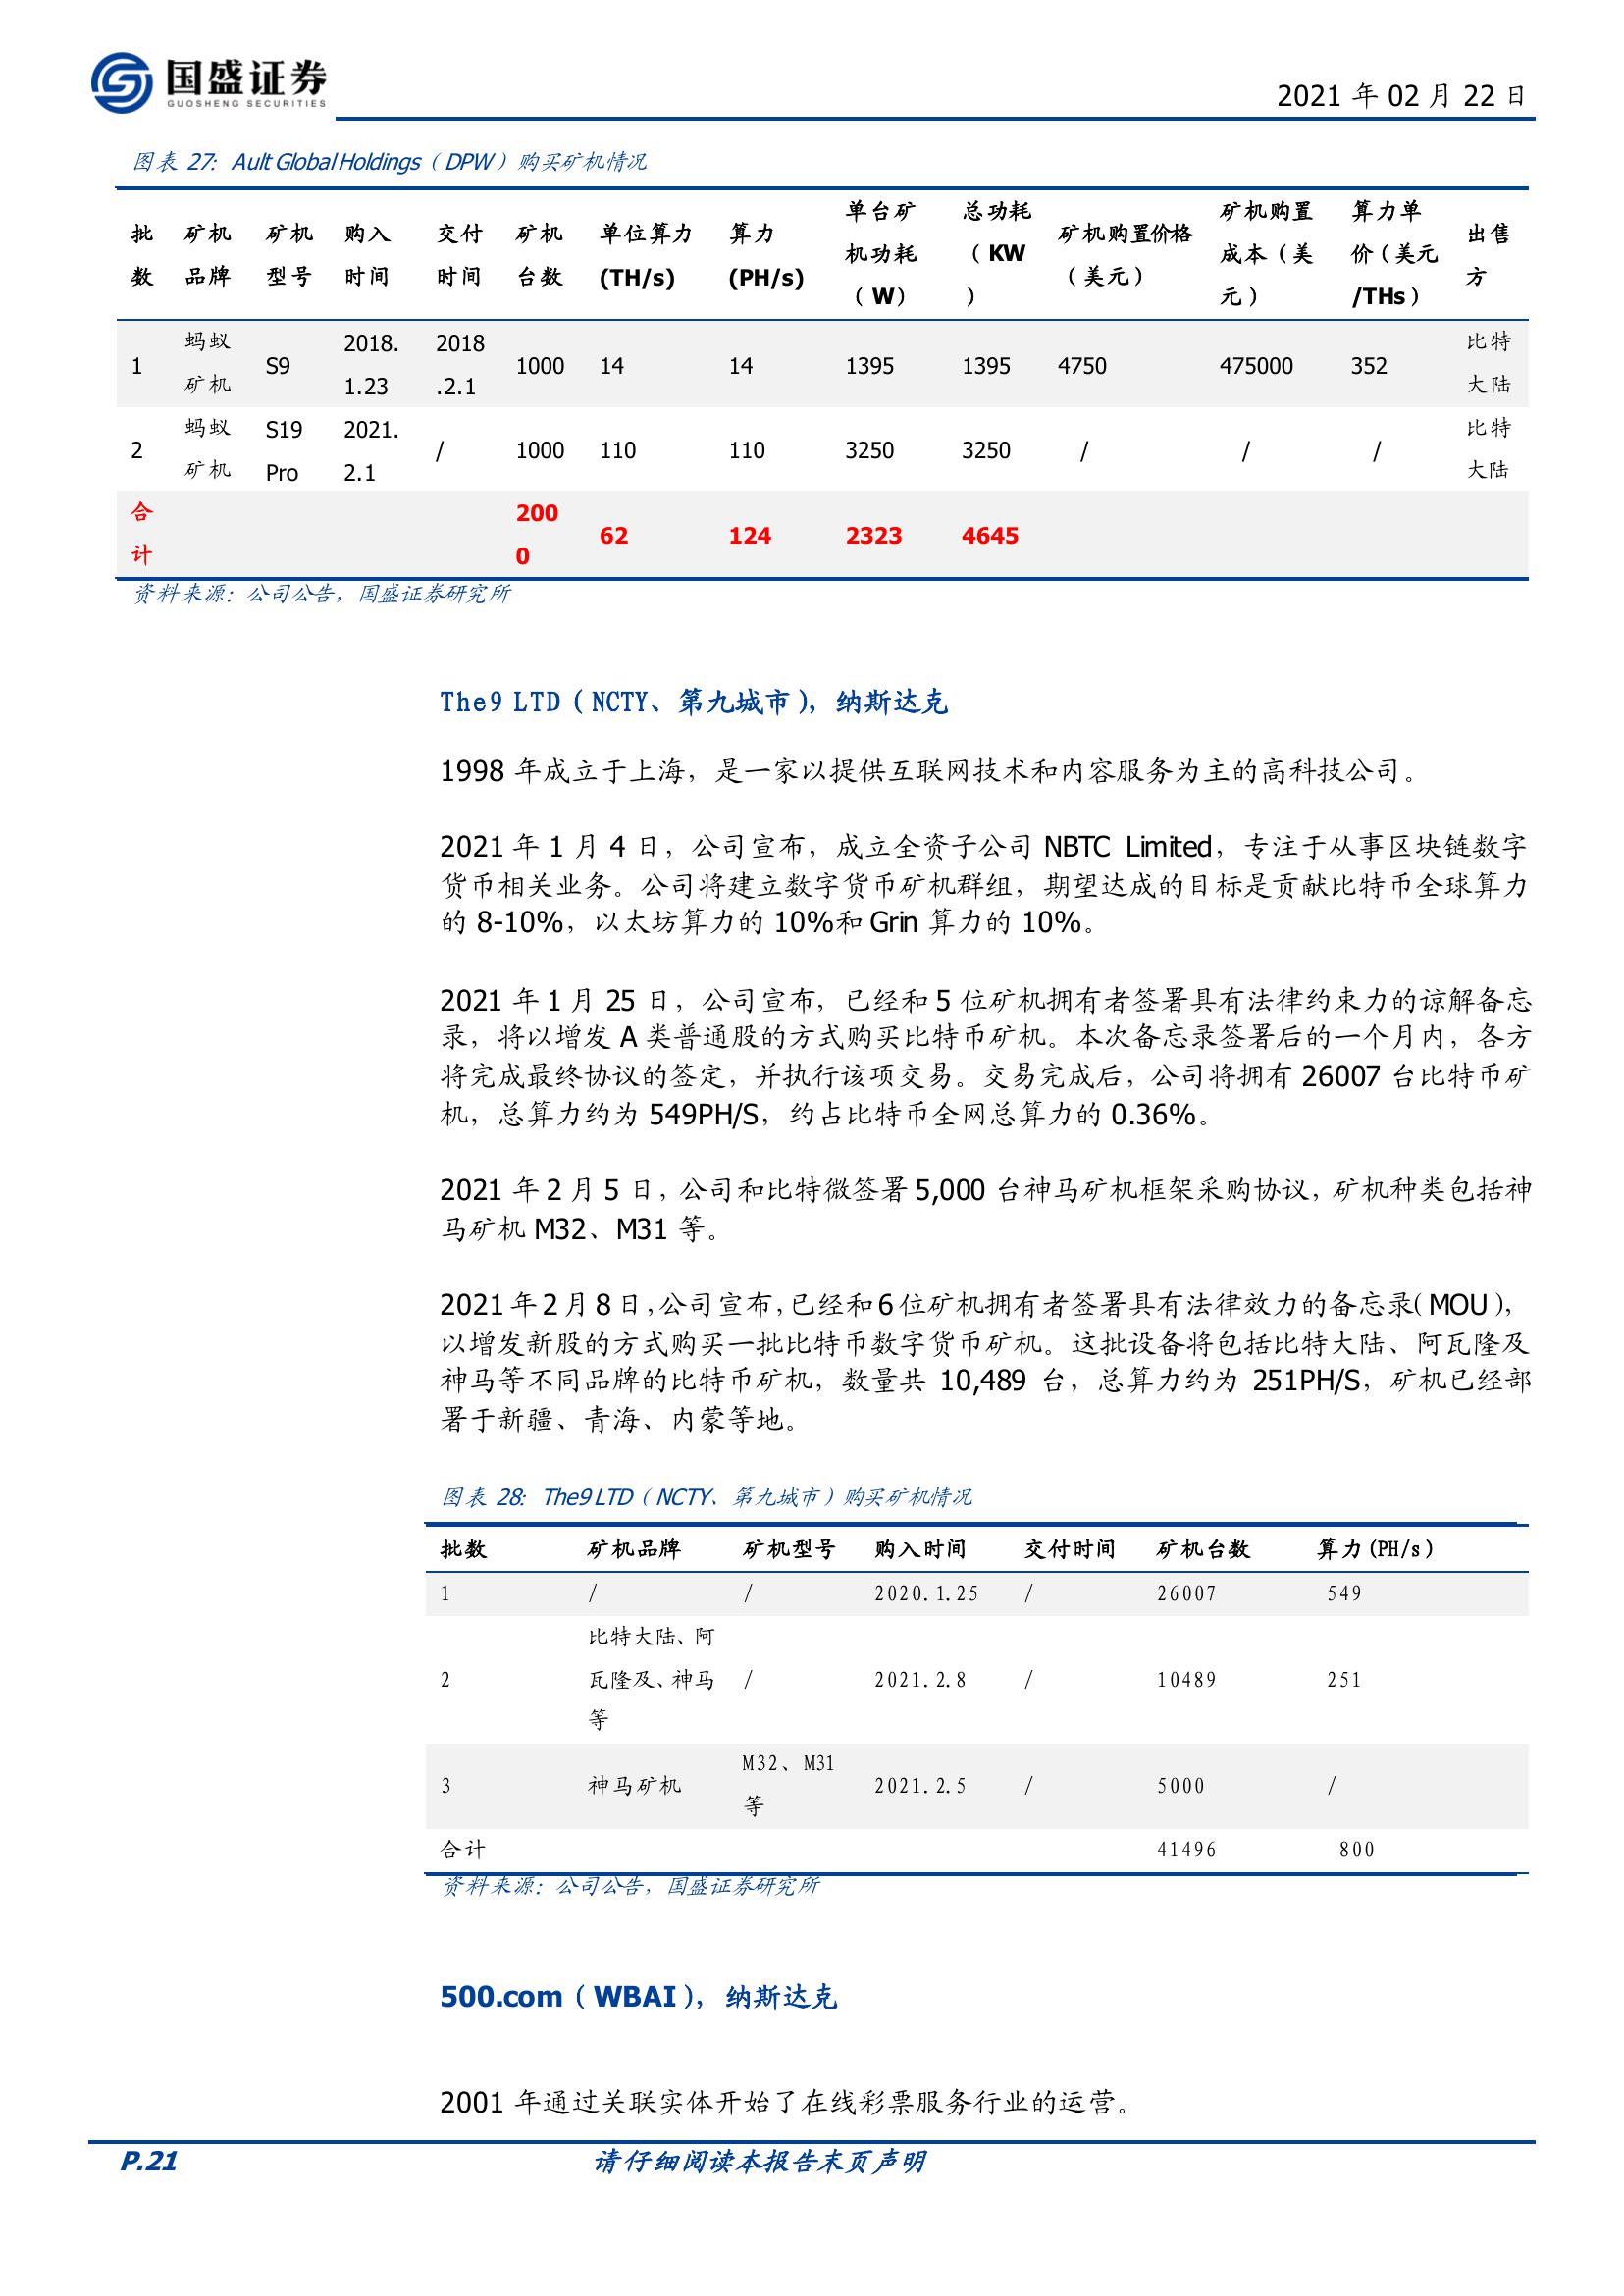 国盛证券
GUOSHENG SECURITIES
2021 年 02 月 22 日
图表 27：Ault Global Holdings（DPW）购买矿机情况
批数 矿机品牌 矿机型号 购入时间 交付时间 矿机台数 单位算力(TH/s) 算力(PH/s) 单台矿机功耗（W） 总功耗（KW） 矿机购置价格（美元） 矿机购置成本（美元） 算力单价（美元/THs） 出售方
1 蚂蚁矿机 S9 2018.1.23 2018.2.1 1000 14 14 1395 1395 4750 475000 352 比特大陆
2 蚂蚁矿机 S19 Pro 2021.2.1 / 1000 110 110 3250 3250 / / / 比特大陆
合计 2000 62 124 2323 4645
资料来源：公司公告，国盛证券研究所
The9 LTD（NCTY、第九城市），纳斯达克
1998 年成立于上海，是一家以提供互联网技术和内容服务为主的高科技公司。
2021 年 1 月 4 日，公司宣布，成立全资子公司 NBTC Limited，专注于从事区块链数字
货币相关业务。公司将建立数字货币矿机群组，期望达成的目标是贡献比特币全球算力
的 8-10%，以太坊算力的 10%和 Grin 算力的 10%。
2021 年 1 月 25 日，公司宣布，已经和 5 位矿机拥有者签署具有法律约束力的谅解备忘
录，将以增发 A 类普通股的方式购买比特币矿机。本次备忘录签署后的一个月内，各方
将完成最终协议的签定，并执行该项交易。交易完成后，公司将拥有 26007 台比特币矿
机，总算力约为 549PH/S，约占比特币全网总算力的 0.36%。
2021 年 2 月 5 日，公司和比特微签署 5,000 台神马矿机框架采购协议，矿机种类包括神
马矿机 M32、M31 等。
2021 年 2 月 8 日，公司宣布，已经和 6 位矿机拥有者签署具有法律效力的备忘录（MOU），
以增发新股的方式购买一批比特币数字货币矿机。这批设备将包括比特大陆、阿瓦隆及
神马等不同品牌的比特币矿机，数量共 10,489 台，总算力约为 251PH/S，矿机已经部
署于新疆、青海、内蒙等地。
图表 28：The9 LTD（NCTY、第九城市）购买矿机情况
批数 矿机品牌 矿机型号 购入时间 交付时间 矿机台数 算力(PH/s)
1 / / 2020.1.25 / 26007 549
2 比特大陆、阿瓦隆及、神马等 / 2021.2.8 / 10489 251
3 神马矿机 M32、M31等 2021.2.5 / 5000 /
合计 41496 800
资料来源：公司公告，国盛证券研究所
500.com（WBAI），纳斯达克
2001 年通过关联实体开始了在线彩票服务行业的运营。
P.21 请仔细阅读本报告末页声明